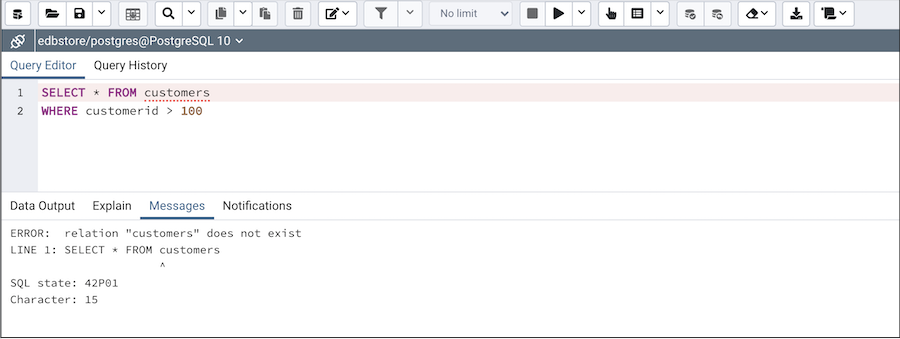 No limit
edbstore/postgres@PostgreSQL 10
Query Editor Query History
1 SELECT * FROM customers
2 WHERE customerid > 100
Data Output Explain Messages Notifications
ERROR:  relation "customers" does not exist
LINE 1: SELECT * FROM customers
^
SQL state: 42P01
Character: 15